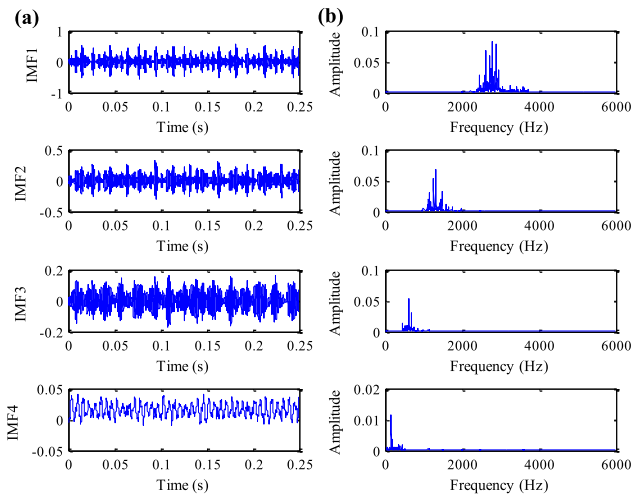 (a)
(b)
IMF1
1
0
-1
0 0.05 0.1 0.15 0.2 0.25
Time (s)
Amplitude
0.1
0.05
0
0 2000 4000 6000
Frequency (Hz)
IMF2
0.5
0
-0.5
0 0.05 0.1 0.15 0.2 0.25
Time (s)
Amplitude
0.1
0.05
0
0 2000 4000 6000
Frequency (Hz)
IMF3
0.2
0
-0.2
0 0.05 0.1 0.15 0.2 0.25
Time (s)
Amplitude
0.1
0.05
0
0 2000 4000 6000
Frequency (Hz)
IMF4
0.05
0
-0.05
0 0.05 0.1 0.15 0.2 0.25
Time (s)
Amplitude
0.02
0.01
0
0 2000 4000 6000
Frequency (Hz)